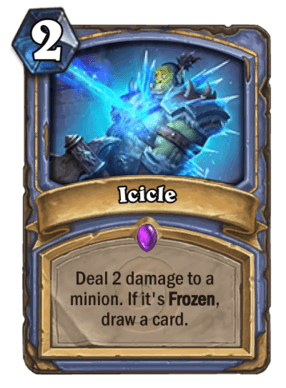 2
Icicle
Deal 2 damage to a
minion. If it's Frozen,
draw a card.